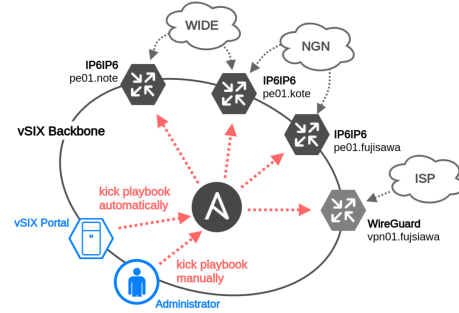 WIDE
NGN
IP6IP6
pe01.note
IP6IP6
pe01.kote
vSIX Backbone
IP6IP6
pe01.fujisawa
ISP
kick playbook
automatically
vSIX Portal
WireGuard
vpn01.fujsiawa
kick playbook
manually
Administrator